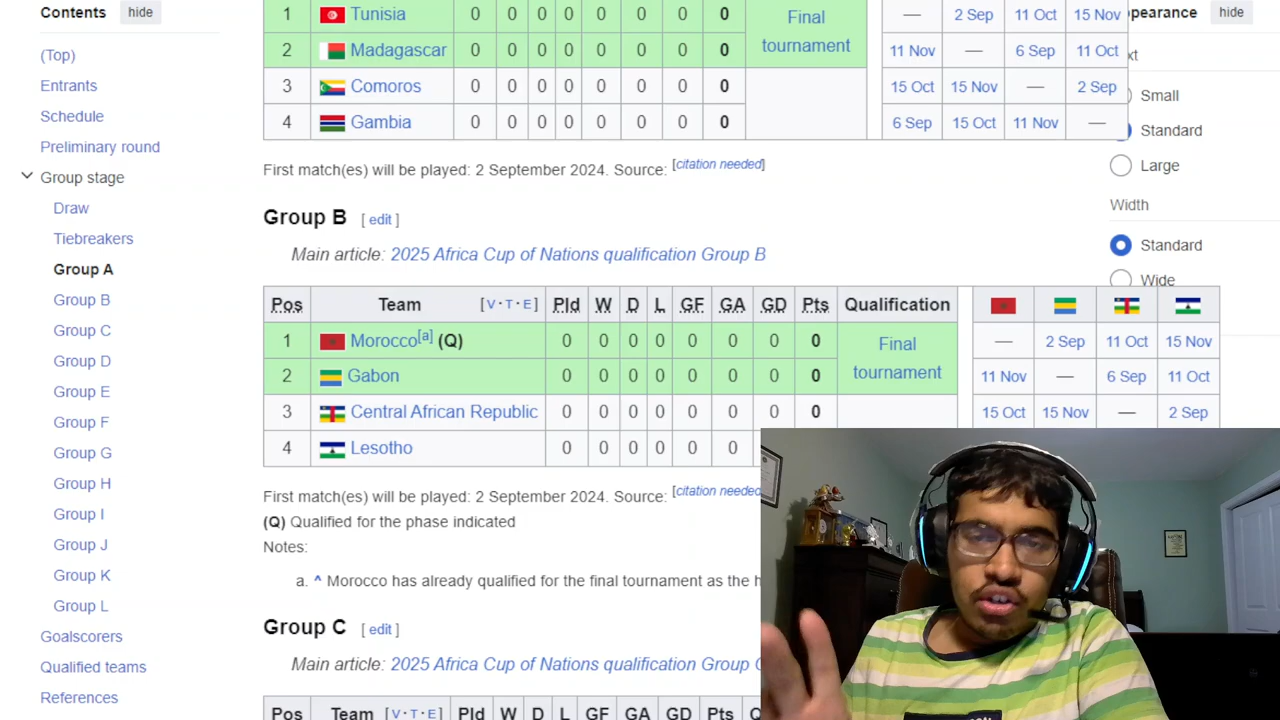 Contents hide
(Top)
Entrants
Schedule
Preliminary round
Group stage
Draw
Tiebreakers
Group A
Group B
Group C
Group D
Group E
Group F
Group G
Group H
Group I
Group J
Group K
Group L
Goalscorers
Qualified teams
References
1 Tunisia 0 0 0 0 0 0 0 0 Final tournament — 2 Sep 11 Oct 15 Nov
2 Madagascar 0 0 0 0 0 0 0 0 11 Nov — 6 Sep 11 Oct
3 Comoros 0 0 0 0 0 0 0 0 15 Oct 15 Nov — 2 Sep
4 Gambia 0 0 0 0 0 0 0 0 6 Sep 15 Oct 11 Nov —
First match(es) will be played: 2 September 2024. Source: [citation needed]
Group B [ edit ]
Main article: 2025 Africa Cup of Nations qualification Group B
Pos Team [V·T·E] Pld W D L GF GA GD Pts Qualification
1 Morocco[a] (Q) 0 0 0 0 0 0 0 0 Final tournament — 2 Sep 11 Oct 15 Nov
2 Gabon 0 0 0 0 0 0 0 0 11 Nov — 6 Sep 11 Oct
3 Central African Republic 0 0 0 0 0 0 0 0 15 Oct 15 Nov — 2 Sep
4 Lesotho 0 0 0 0 0 0
First match(es) will be played: 2 September 2024. Source: [citation needed
(Q) Qualified for the phase indicated
Notes:
a. ^ Morocco has already qualified for the final tournament as the h
Group C [ edit ]
Main article: 2025 Africa Cup of Nations qualification Group
Pos Team [V·T·E] Pld W D L GF GA GD Pts
ppearance hide
xt
Small
Standard
Large
Width
Standard
Wide